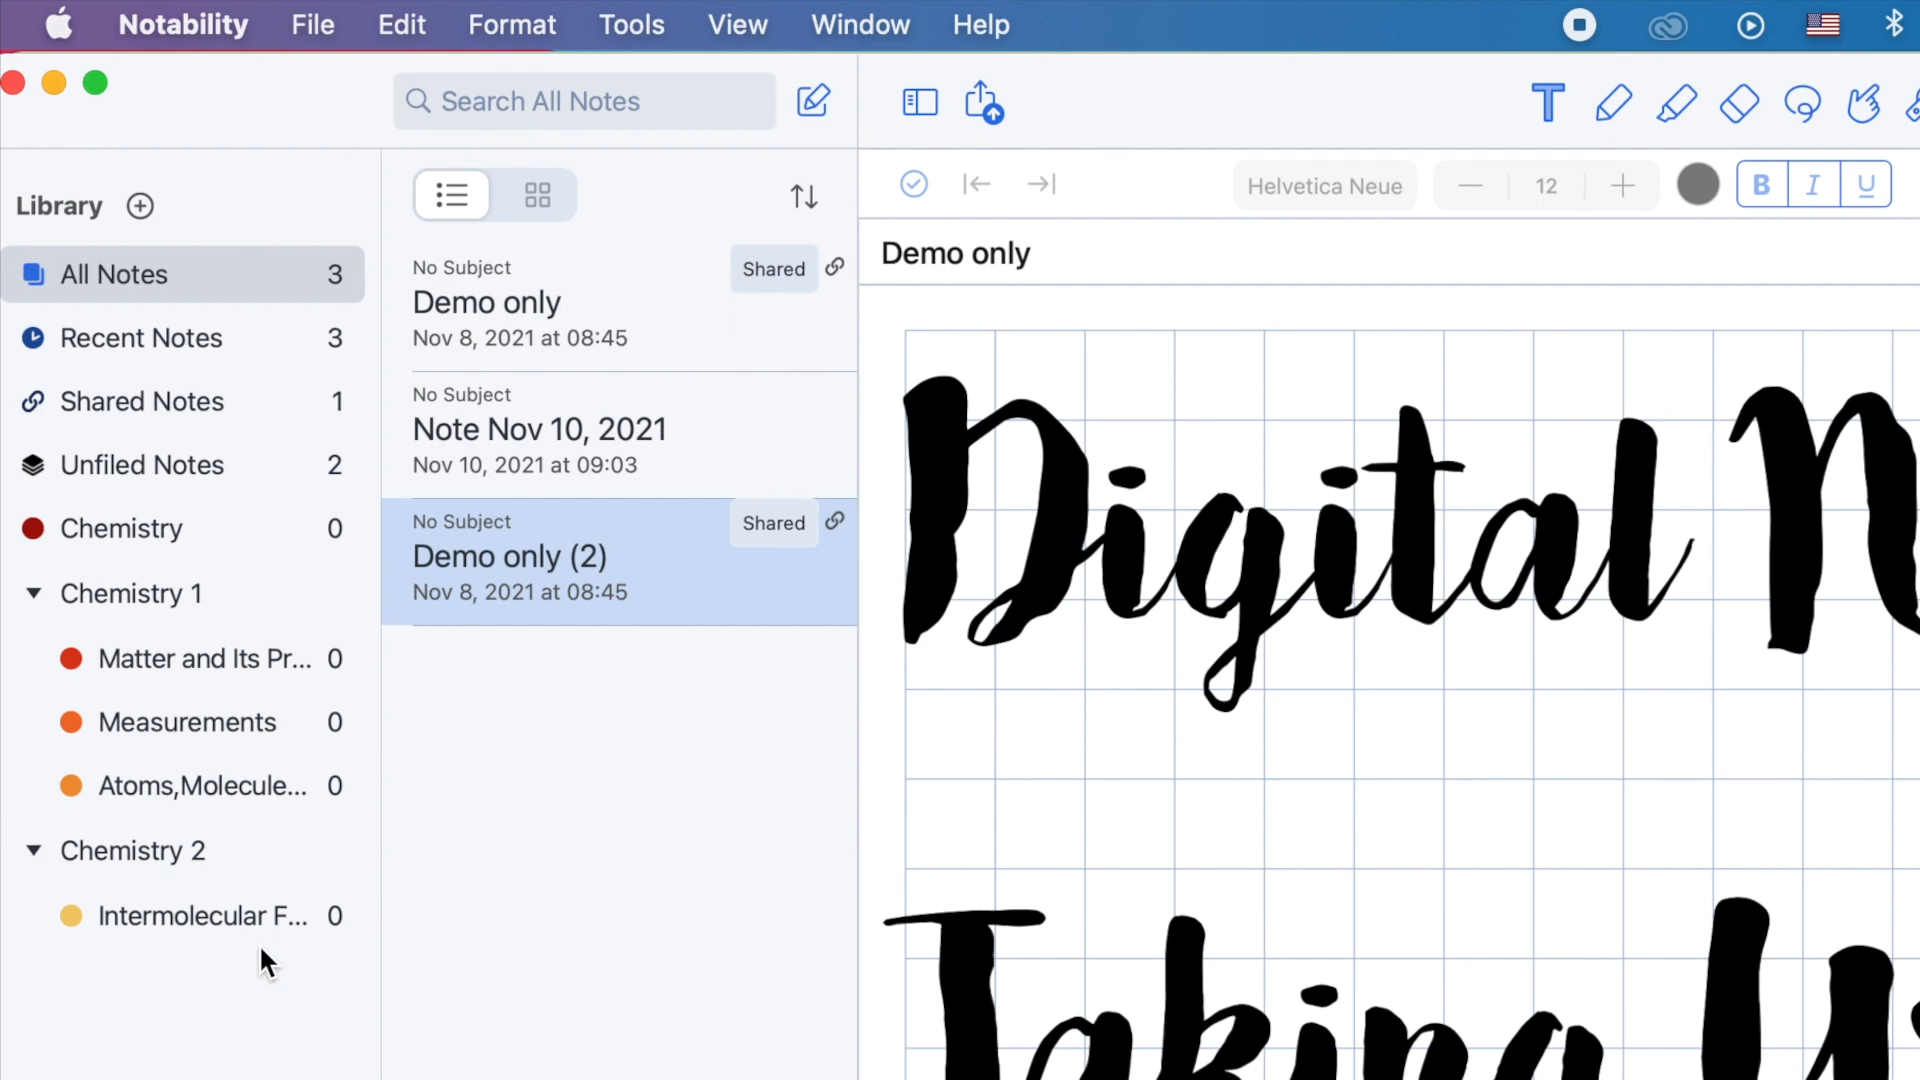 Notability File Edit Format Tools View Window Help
Search All Notes
Library
All Notes 3
Recent Notes 3
Shared Notes 1
Unfiled Notes 2
Chemistry 0
Chemistry 1
Matter and Its Pr... 0
Measurements 0
Atoms,Molecule... 0
Chemistry 2
Intermolecular F... 0
No Subject
Shared
Demo only
Nov 8, 2021 at 08:45
No Subject
Note Nov 10, 2021
Nov 10, 2021 at 09:03
No Subject
Shared
Demo only (2)
Nov 8, 2021 at 08:45
T
Helvetica Neue 12 B I U
Demo only
Digital N
Taking